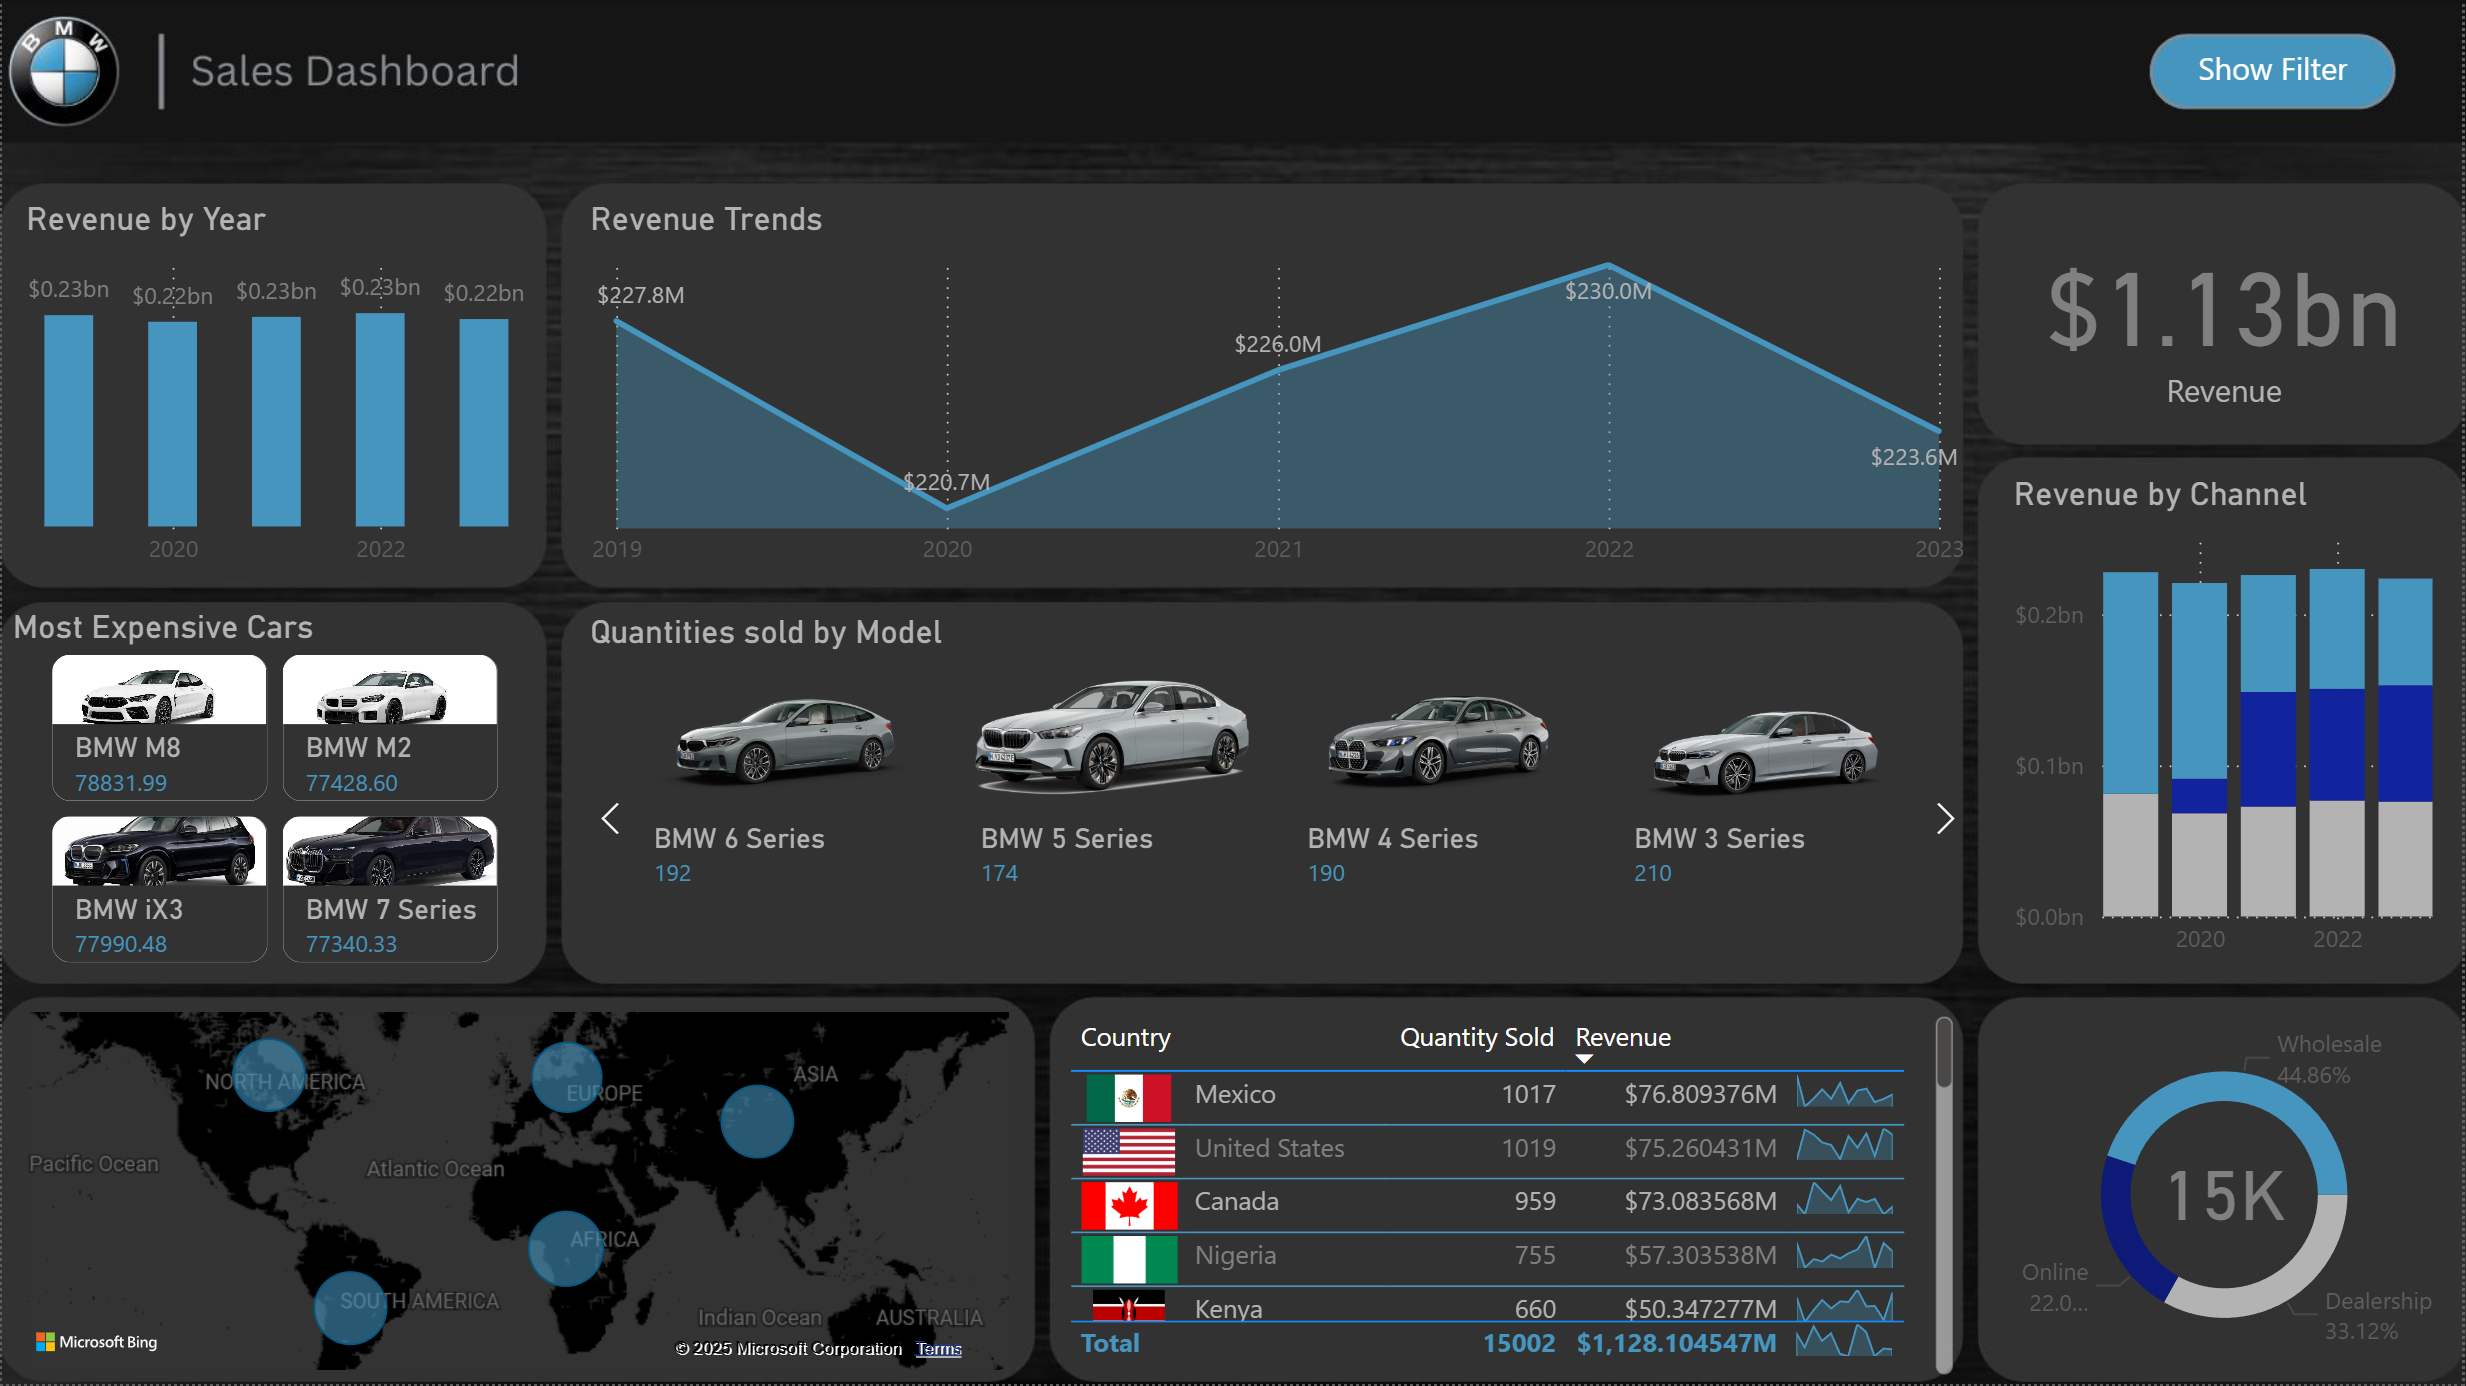 BMW
Sales Dashboard
Show Filter
Revenue by Year
$0.23bn $0.22bn $0.23bn $0.23bn $0.22bn
2020 2022
Revenue Trends
$227.8M
$220.7M
$226.0M
$230.0M
$223.6M
2019 2020 2021 2022 2023
$1.13bn
Revenue
Revenue by Channel
$0.2bn
$0.1bn
$0.0bn
2020 2022
Most Expensive Cars
BMW M8
78831.99
BMW M2
77428.60
BMW iX3
77990.48
BMW 7 Series
77340.33
Quantities sold by Model
BMW 6 Series
192
BMW 5 Series
174
BMW 4 Series
190
BMW 3 Series
210
NORTH AMERICA
EUROPE
ASIA
Pacific Ocean
Atlantic Ocean
AFRICA
SOUTH AMERICA
Indian Ocean
AUSTRALIA
Microsoft Bing
© 2025 Microsoft Corporation Terms
Country Quantity Sold Revenue
Mexico 1017 $76.809376M
United States 1019 $75.260431M
Canada 959 $73.083568M
Nigeria 755 $57.303538M
Kenya 660 $50.347277M
Total 15002 $1,128.104547M
Wholesale
44.86%
15K
Online
22.0...
Dealership
33.12%